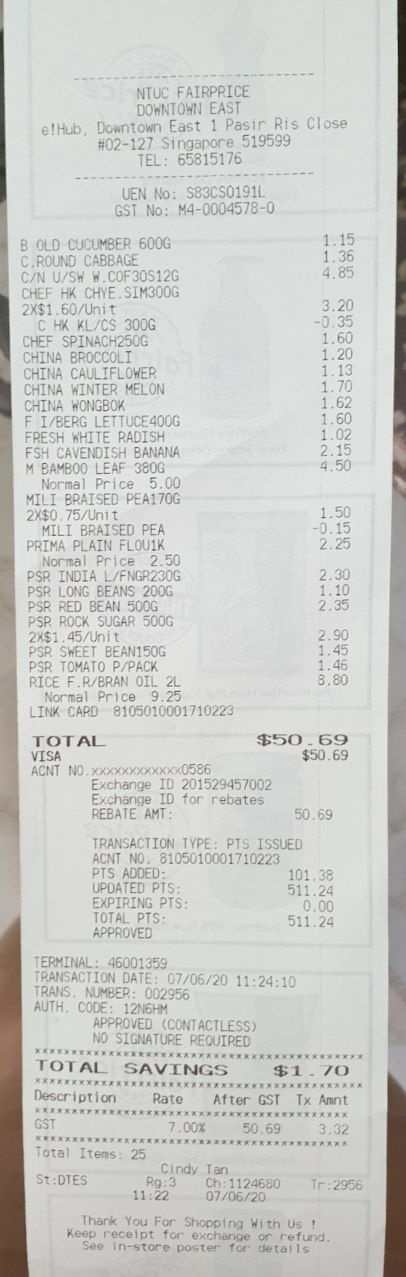 --------------------------------
NTUC FAIRPRICE
DOWNTOWN EAST
e!Hub, Downtown East 1 Pasir Ris Close
#02-127 Singapore 519599
TEL: 65815176
--------------------------------
UEN No: S83CS0191L
GST No: M4-0004578-0
B OLD CUCUMBER 600G 1.15
C.ROUND CABBAGE 1.36
C/N U/SW W.COF30S12G 4.85
CHEF HK CHYE.SIM300G
2X$1.60/Unit 3.20
C HK KL/CS 300G -0.35
CHEF SPINACH250G 1.60
CHINA BROCCOLI 1.20
CHINA CAULIFLOWER 1.13
CHINA WINTER MELON 1.70
CHINA WONGBOK 1.62
F I/BERG LETTUCE400G 1.60
FRESH WHITE RADISH 1.02
FSH CAVENDISH BANANA 2.15
M BAMBOO LEAF 380G 4.50
Normal Price 5.00
MILI BRAISED PEA170G
2X$0.75/Unit 1.50
MILI BRAISED PEA -0.15
PRIMA PLAIN FLOU1K 2.25
Normal Price 2.50
PSR INDIA L/FNGR230G 2.30
PSR LONG BEANS 200G 1.10
PSR RED BEAN 500G 2.35
PSR ROCK SUGAR 500G
2X$1.45/Unit 2.90
PSR SWEET BEAN150G 1.45
PSR TOMATO P/PACK 1.46
RICE F.R/BRAN OIL 2L 8.80
Normal Price 9.25
LINK CARD 8105010001710223
TOTAL $50.69
VISA $50.69
ACNT NO.xxxxxxxxxxxx0586
Exchange ID 201529457002
Exchange ID for rebates
REBATE AMT: 50.69
TRANSACTION TYPE: PTS ISSUED
ACNT NO. 8105010001710223
PTS ADDED: 101.38
UPDATED PTS: 511.24
EXPIRING PTS: 0.00
TOTAL PTS: 511.24
APPROVED
TERMINAL: 46001359
TRANSACTION DATE: 07/06/20 11:24:10
TRANS. NUMBER: 002956
AUTH. CODE: 12N6HM
APPROVED (CONTACTLESS)
NO SIGNATURE REQUIRED
****************************************
TOTAL SAVINGS $1.70
****************************************
Description Rate After GST Tx Amnt
****************************************
GST 7.00% 50.69 3.32
****************************************
Total Items: 25
Cindy Tan
St:DTES Rg:3 Ch:1124680 Tr:2956
11:22 07/06/20
Thank You For Shopping With Us !
Keep receipt for exchange or refund.
See in-store poster for details